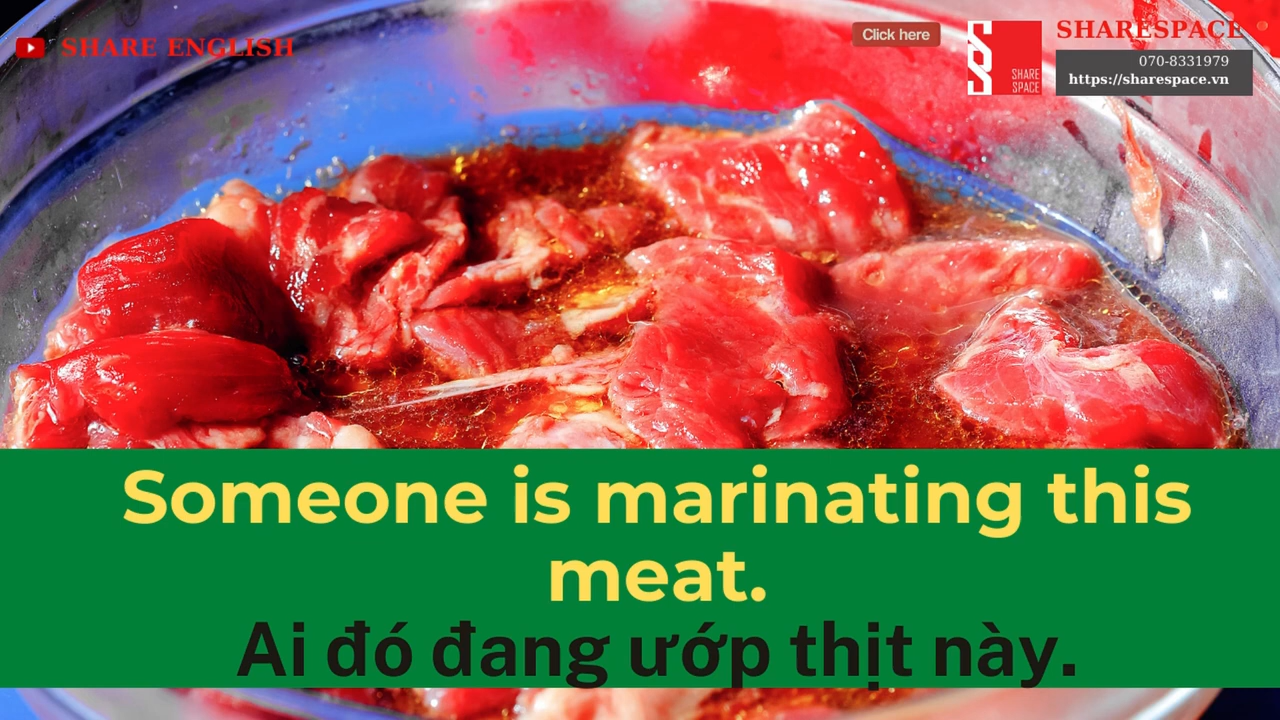 SHARE ENGLISH
Click here
SHARE
SPACE
SHARESPACE
070-8331979
https://sharespace.vn
Someone is marinating this
meat.
Ai đó đang ướp thịt này.